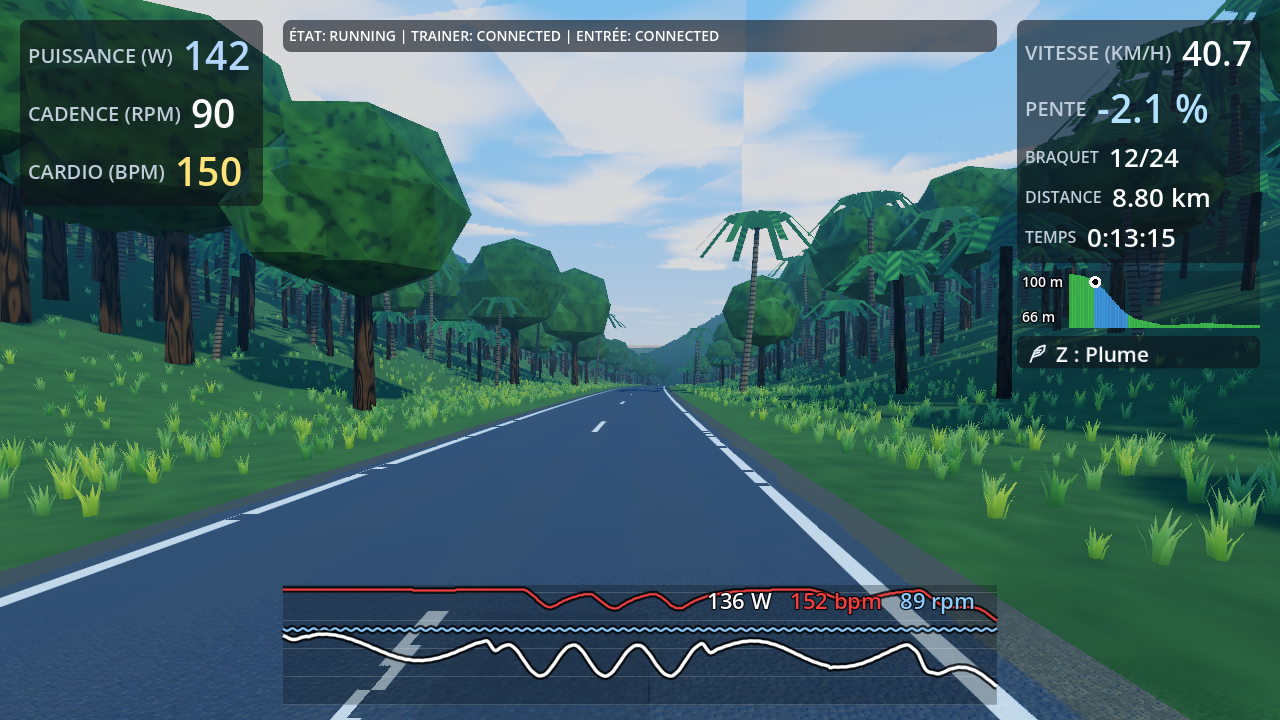 PUISSANCE (W) 142
CADENCE (RPM) 90
CARDIO (BPM) 150
ÉTAT: RUNNING | TRAINER: CONNECTED | ENTRÉE: CONNECTED
VITESSE (KM/H) 40.7
PENTE -2.1 %
BRAQUET 12/24
DISTANCE 8.80 km
TEMPS 0:13:15
100 m
66 m
Z : Plume
136 W 152 bpm 89 rpm